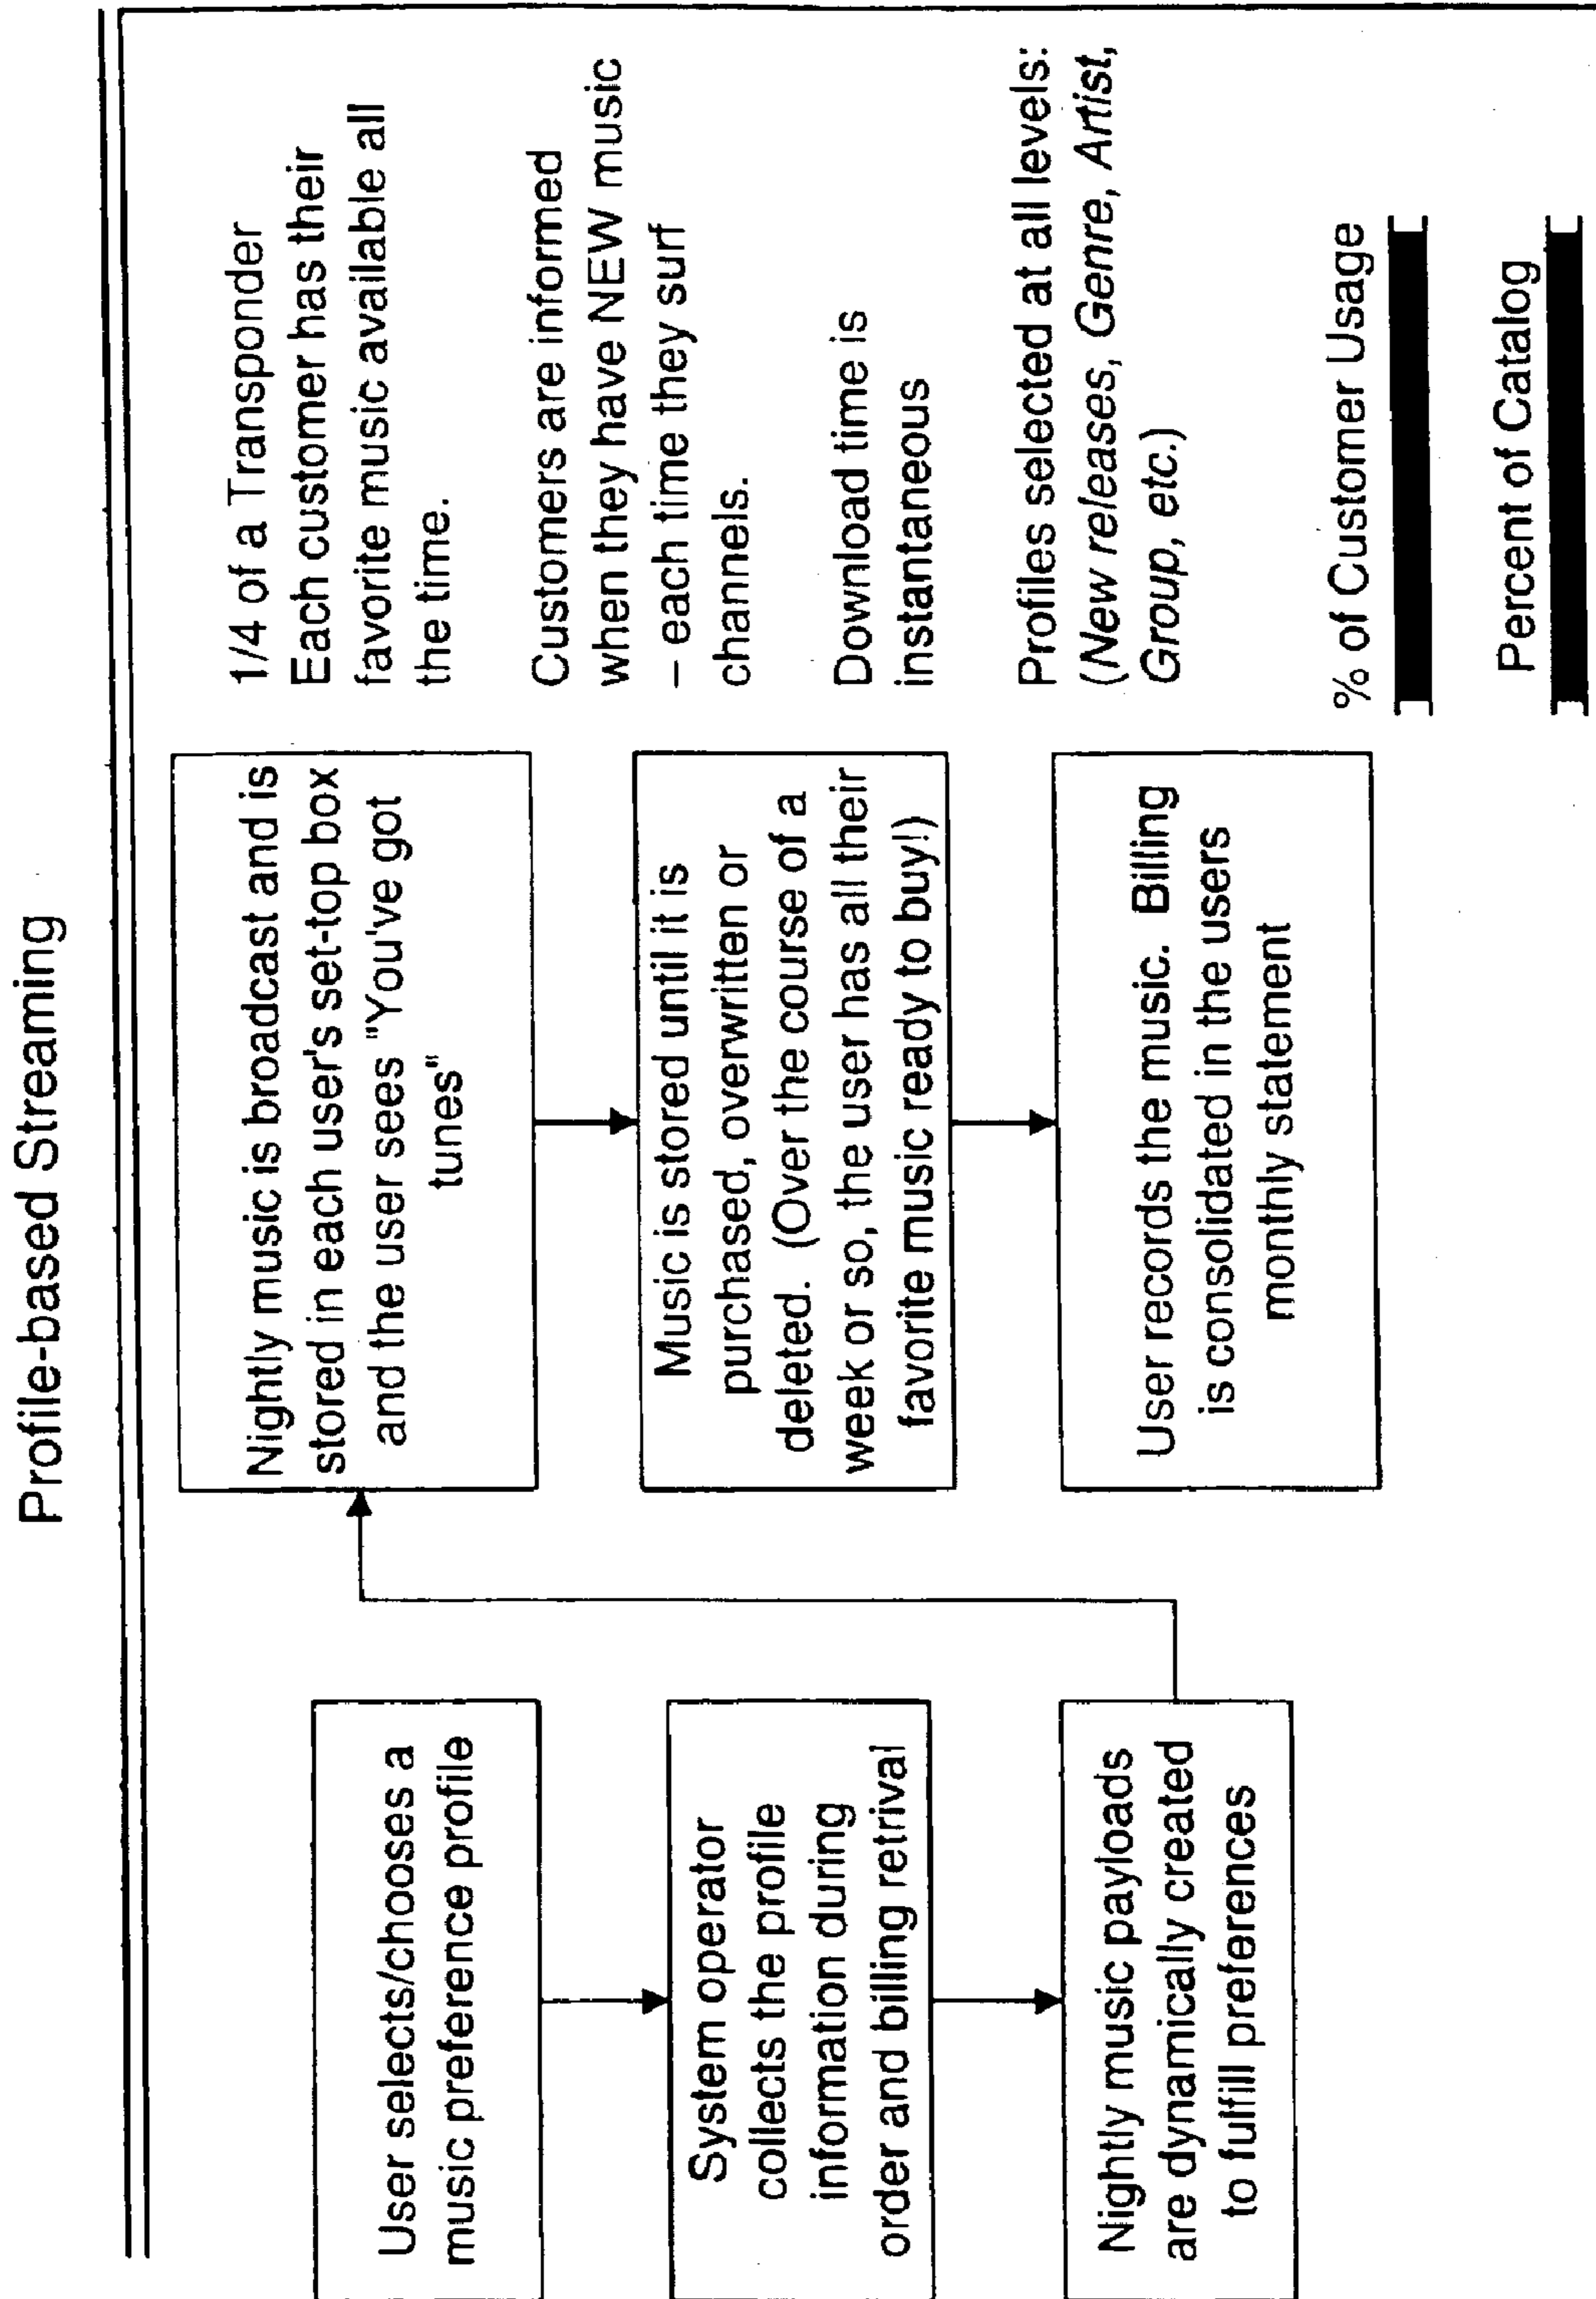 Profile-based Streaming
User selects/chooses a
music preference profile
System operator
collects the profile
information during
order and billing retrival
Nightly music payloads
are dynamically created
to fulfill preferences
Nightly music is broadcast and is
stored in each user's set-top box
and the user sees "You've got
tunes"
Music is stored until it is
purchased, overwritten or
deleted. (Over the course of a
week or so, the user has all their
favorite music ready to buy!)
User records the music. Billing
is consolidated in the users
monthly statement
1/4 of a Transponder
Each customer has their
favorite music available all
the time.
Customers are informed
when they have NEW music
– each time they surf
channels.
Download time is
instantaneous
Profiles selected at all levels:
(New releases, Genre, Artist,
Group, etc.)
% of Customer Usage
Percent of Catalog